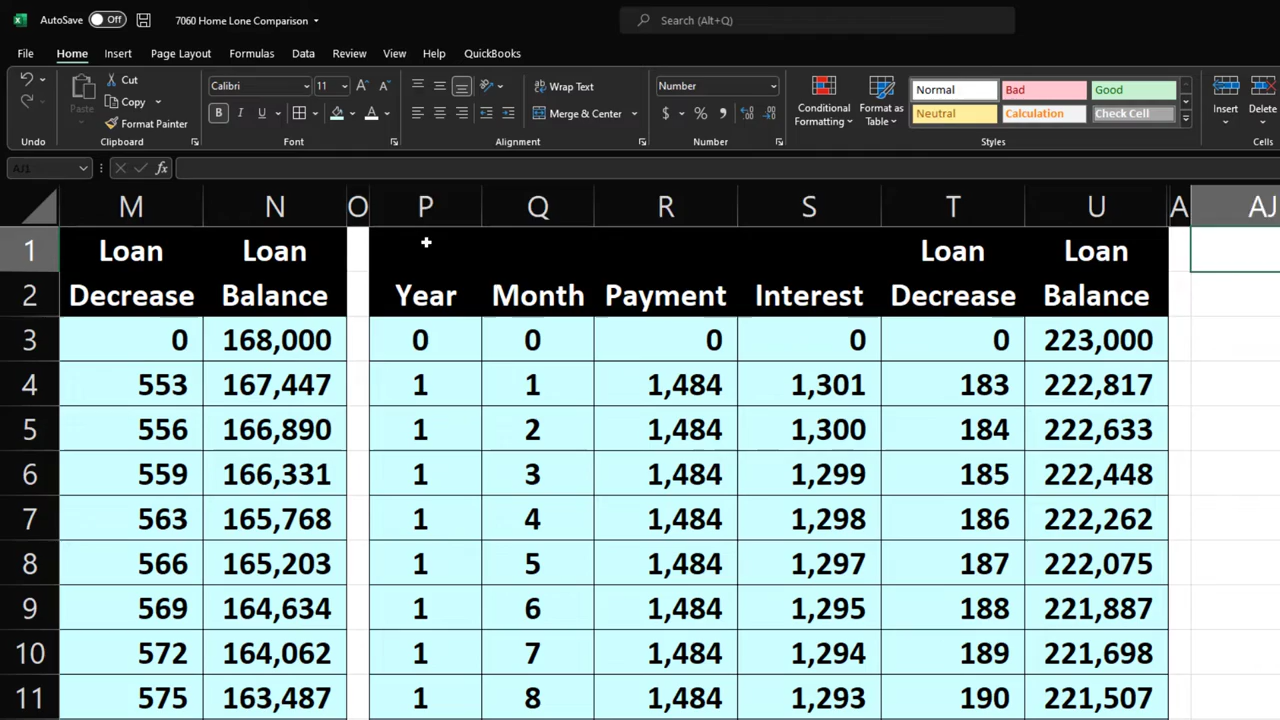 AutoSave Off 7060 Home Lone Comparison Search (Alt+Q)
File Home Insert Page Layout Formulas Data Review View Help QuickBooks
Paste Cut Copy Format Painter
Calibri 11
B I U
Wrap Text
Merge & Center
Number
$ %
Conditional Formatting
Format as Table
Normal Bad Good
Neutral Calculation Check Cell
Insert Delete
Undo Clipboard Font Alignment Number Styles Cells
AJ1 fx
M N O P Q R S T U A AJ
1 Loan Loan Loan Loan
2 Decrease Balance Year Month Payment Interest Decrease Balance
3 0 168,000 0 0 0 0 0 223,000
4 553 167,447 1 1 1,484 1,301 183 222,817
5 556 166,890 1 2 1,484 1,300 184 222,633
6 559 166,331 1 3 1,484 1,299 185 222,448
7 563 165,768 1 4 1,484 1,298 186 222,262
8 566 165,203 1 5 1,484 1,297 187 222,075
9 569 164,634 1 6 1,484 1,295 188 221,887
10 572 164,062 1 7 1,484 1,294 189 221,698
11 575 163,487 1 8 1,484 1,293 190 221,507